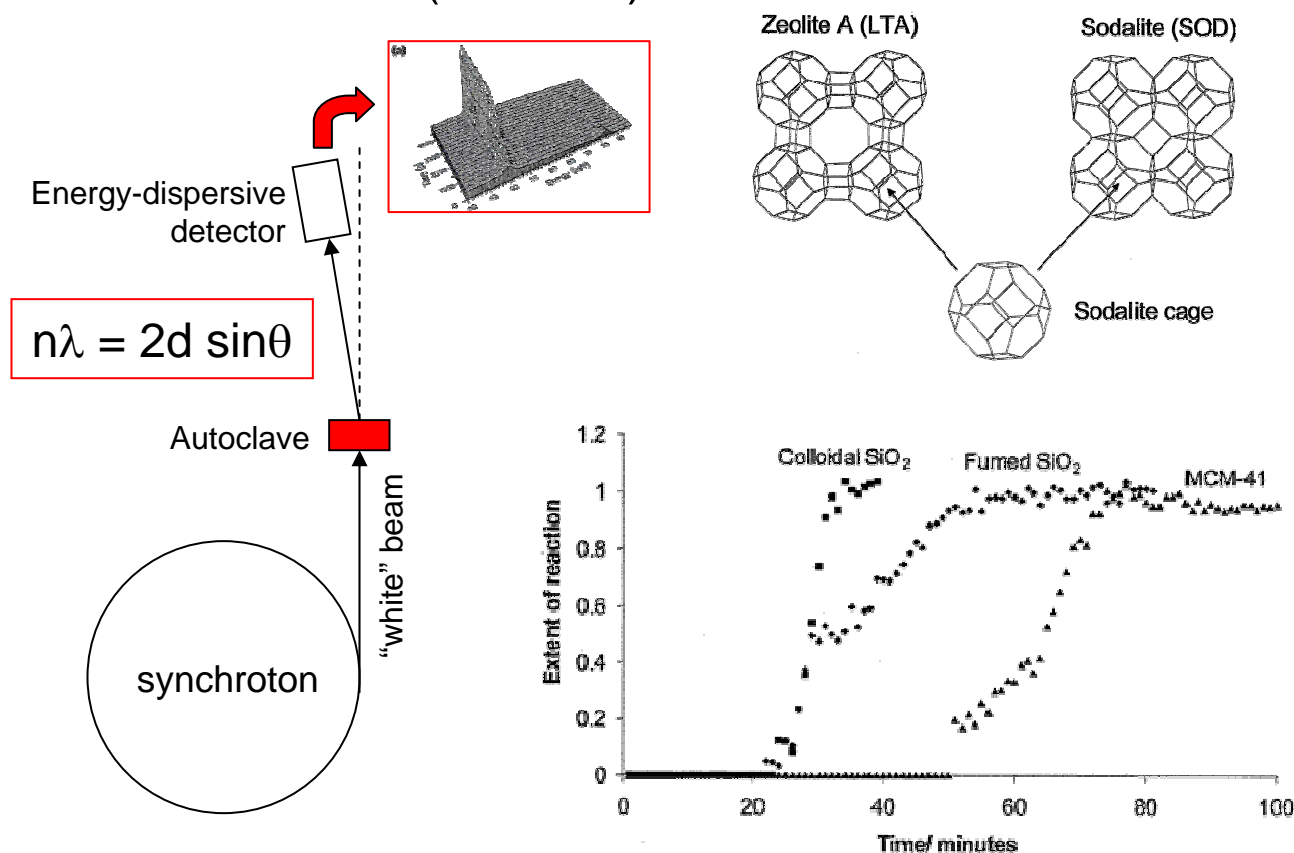 Zeolite A (LTA)
Sodalite (SOD)
(a)
Energy-dispersive
detector
Sodalite cage
nλ = 2d sinθ
Autoclave
"white" beam
synchroton
1.2
1
0.8
0.6
0.4
0.2
0
Extent of reaction
Colloidal SiO₂
Fumed SiO₂
MCM-41
0
20
40
60
80
100
Time/ minutes